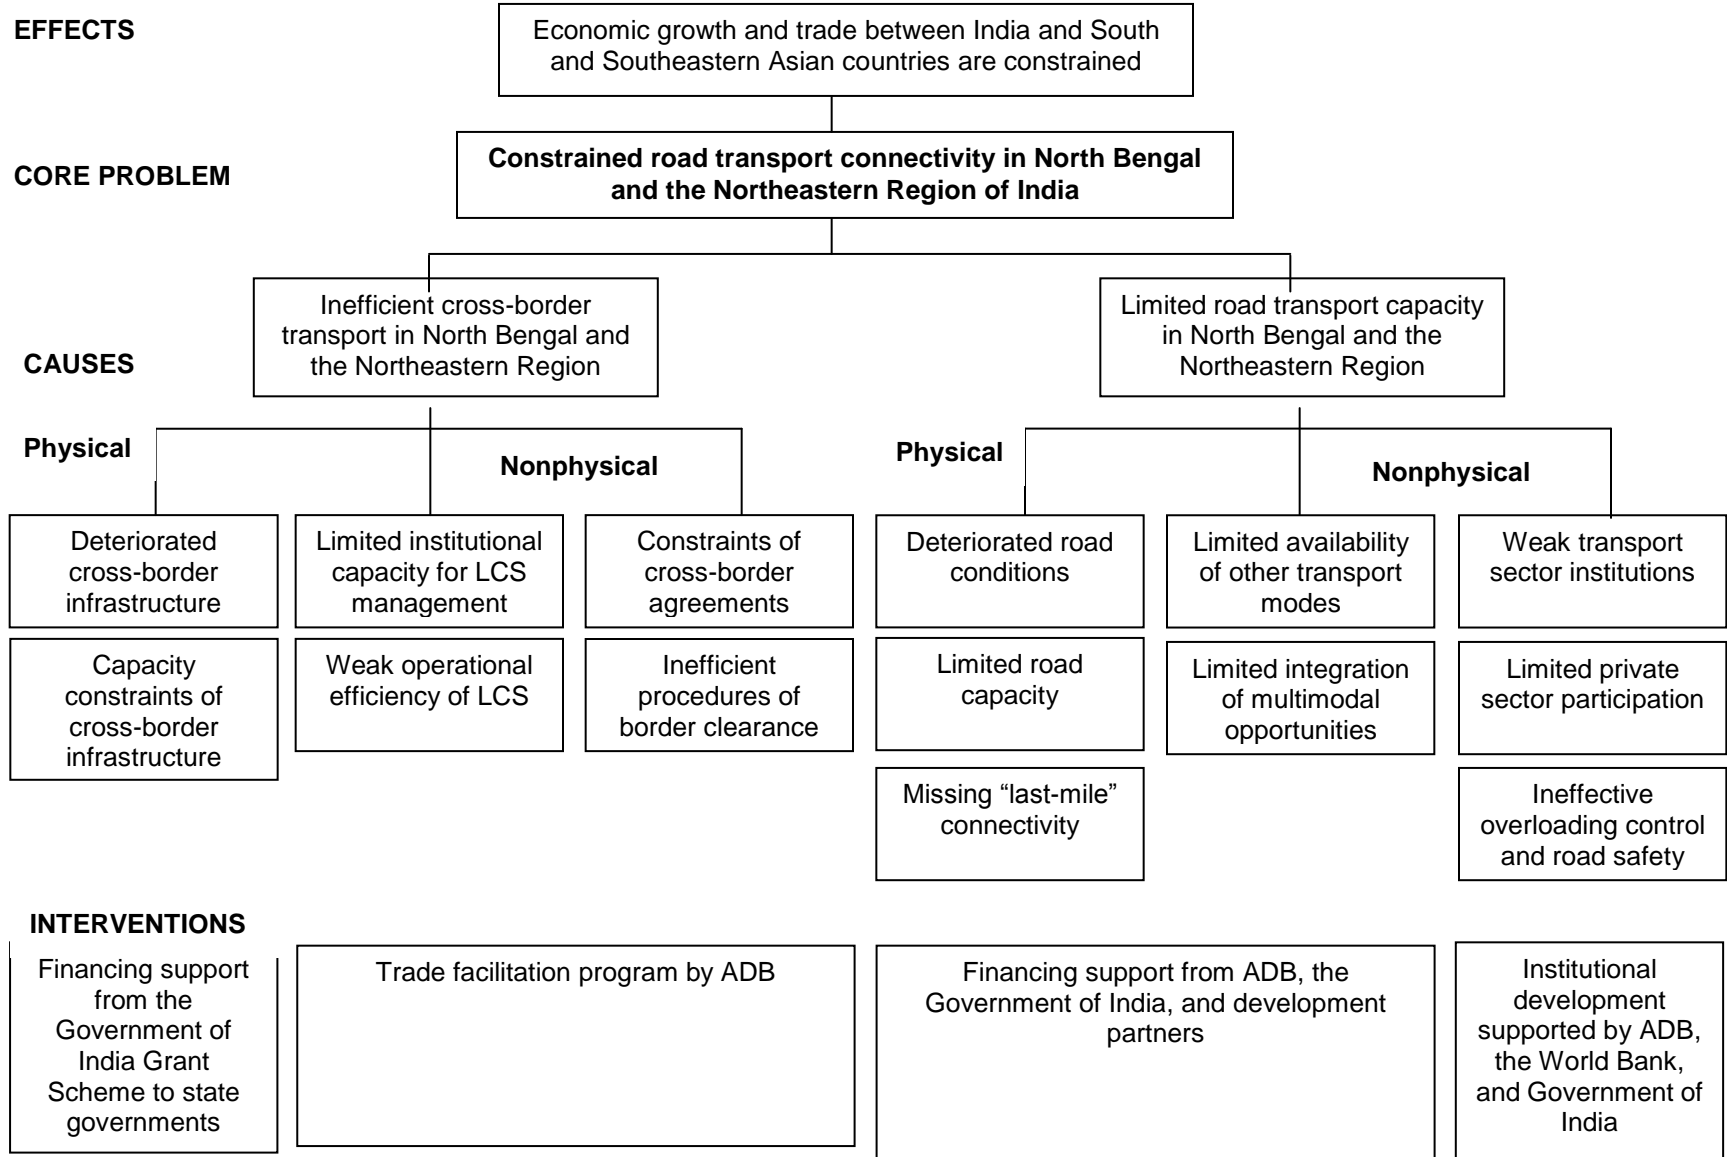 EFFECTS
Economic growth and trade between India and South
and Southeastern Asian countries are constrained
CORE PROBLEM
Constrained road transport connectivity in North Bengal
and the Northeastern Region of India
CAUSES
Inefficient cross-border
transport in North Bengal and
the Northeastern Region
Limited road transport capacity
in North Bengal and the
Northeastern Region
Physical
Nonphysical
Physical
Nonphysical
Deteriorated
cross-border
infrastructure
Limited institutional
capacity for LCS
management
Constraints of
cross-border
agreements
Deteriorated road
conditions
Limited availability
of other transport
modes
Weak transport
sector institutions
Capacity
constraints of
cross-border
infrastructure
Weak operational
efficiency of LCS
Inefficient
procedures of
border clearance
Limited road
capacity
Limited integration
of multimodal
opportunities
Limited private
sector participation
Missing “last-mile”
connectivity
Ineffective
overloading control
and road safety
INTERVENTIONS
Financing support
from the
Government of
India Grant
Scheme to state
governments
Trade facilitation program by ADB
Financing support from ADB, the
Government of India, and development
partners
Institutional
development
supported by ADB,
the World Bank,
and Government of
India